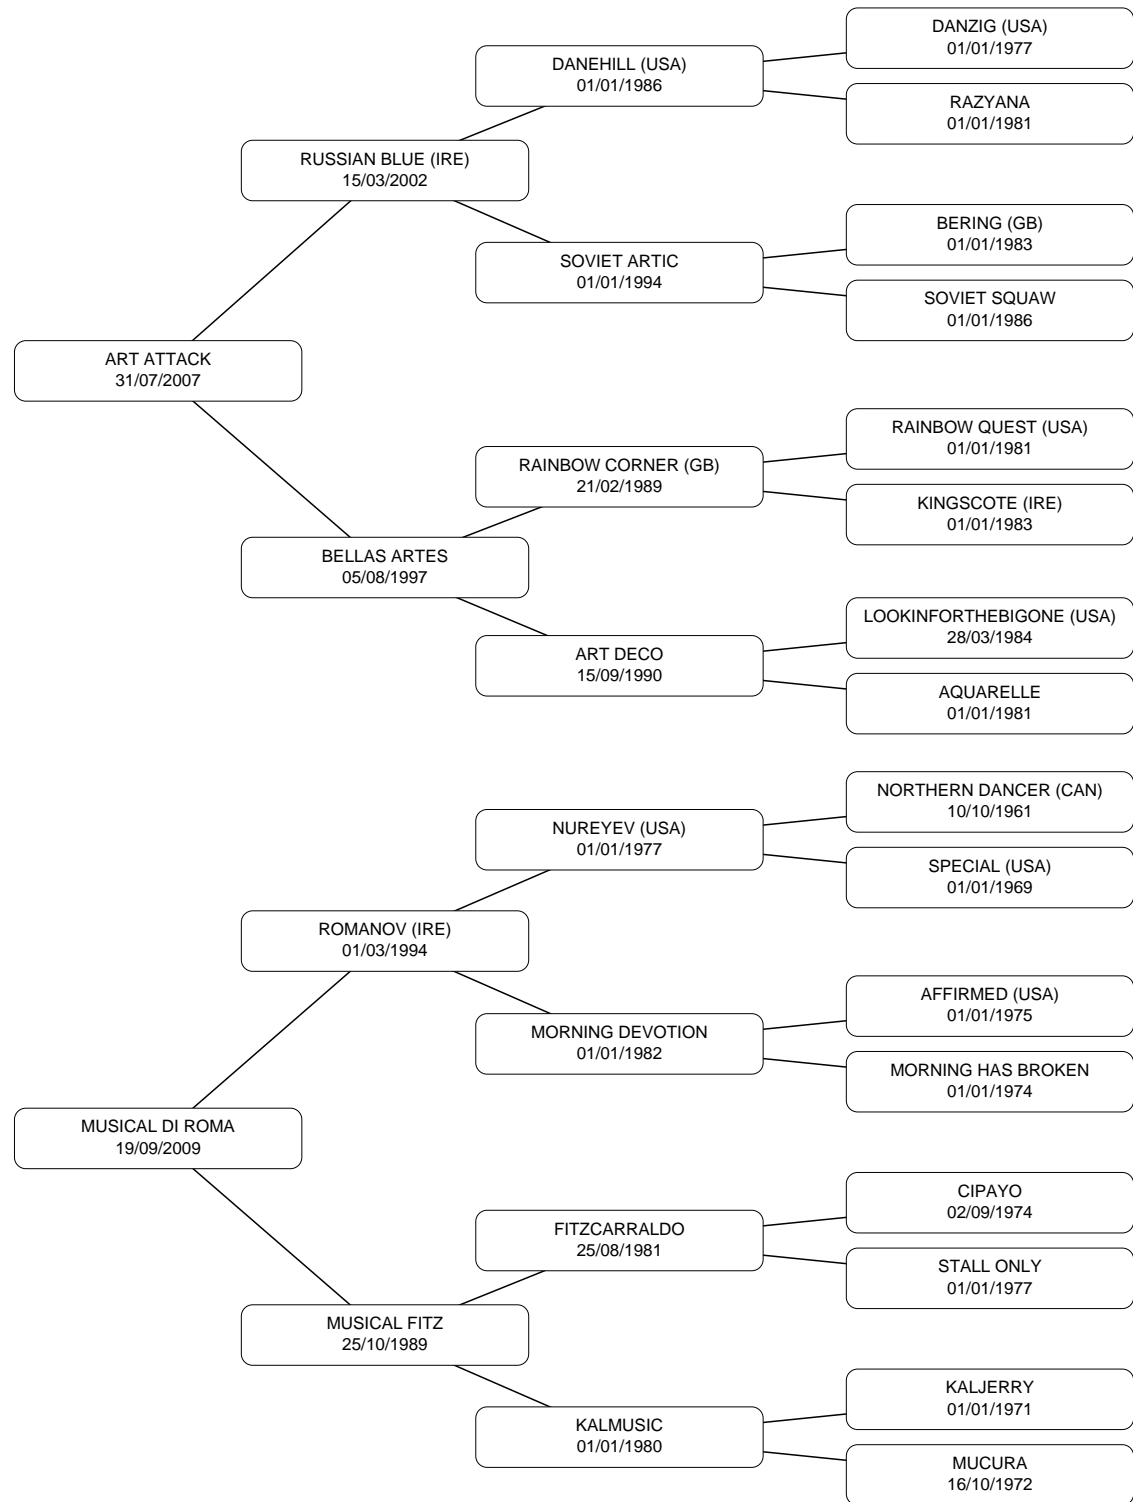 DANZIG (USA)
01/01/1977
DANEHILL (USA)
01/01/1986
RAZYANA
01/01/1981
RUSSIAN BLUE (IRE)
15/03/2002
BERING (GB)
01/01/1983
SOVIET ARTIC
01/01/1994
SOVIET SQUAW
01/01/1986
ART ATTACK
31/07/2007
RAINBOW QUEST (USA)
01/01/1981
RAINBOW CORNER (GB)
21/02/1989
KINGSCOTE (IRE)
01/01/1983
BELLAS ARTES
05/08/1997
LOOKINFORTHEBIGONE (USA)
28/03/1984
ART DECO
15/09/1990
AQUARELLE
01/01/1981
NORTHERN DANCER (CAN)
10/10/1961
NUREYEV (USA)
01/01/1977
SPECIAL (USA)
01/01/1969
ROMANOV (IRE)
01/03/1994
AFFIRMED (USA)
01/01/1975
MORNING DEVOTION
01/01/1982
MORNING HAS BROKEN
01/01/1974
MUSICAL DI ROMA
19/09/2009
CIPAYO
02/09/1974
FITZCARRALDO
25/08/1981
STALL ONLY
01/01/1977
MUSICAL FITZ
25/10/1989
KALJERRY
01/01/1971
KALMUSIC
01/01/1980
MUCURA
16/10/1972